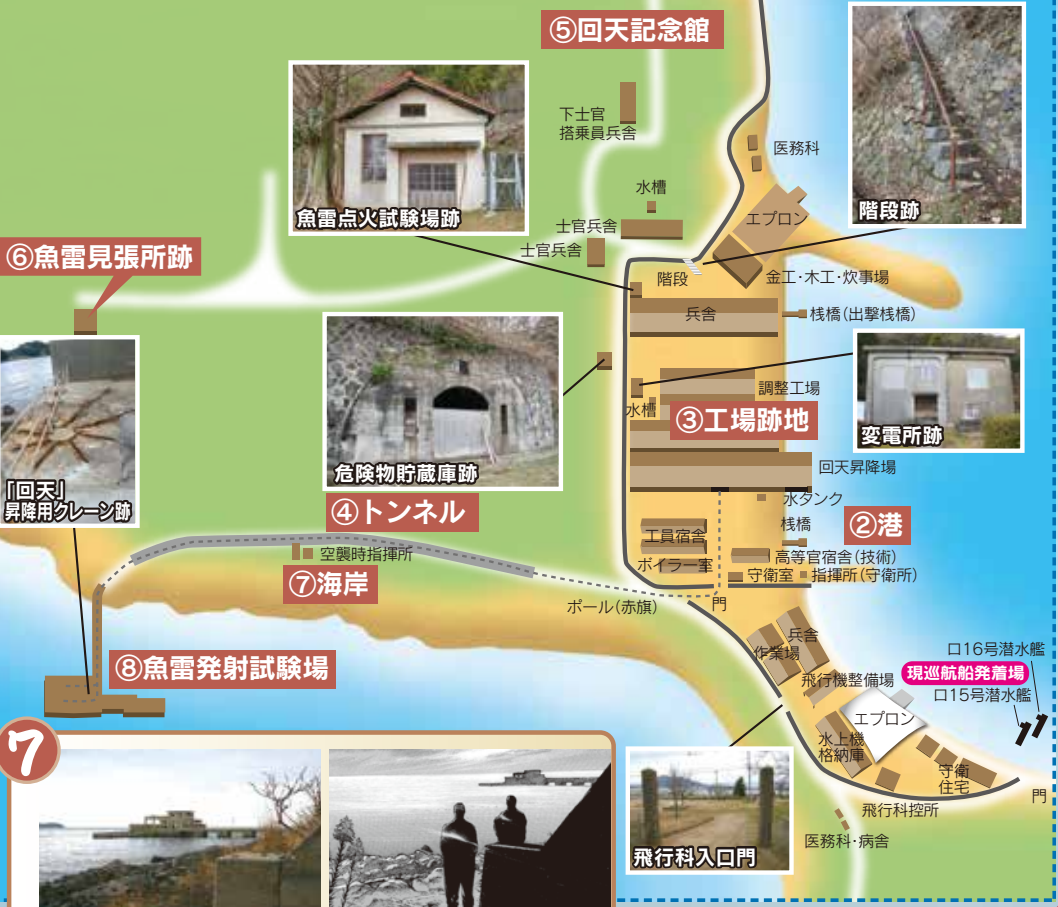 ⑤回天記念館
下士官
搭乗員兵舎
医務科
水槽
エプロン
階段跡
魚雷点火試験場跡
士官兵舎
士官兵舎
⑥魚雷見張所跡
階段
金工・木工・炊事場
兵舎
桟橋(出撃桟橋)
調整工場
水槽
③工場跡地
変電所跡
危険物貯蔵庫跡
回天昇降場
「回天」
昇降用クレーン跡
④トンネル
水タンク
桟橋
②港
工員宿舎
空襲時指揮所
高等官宿舎(技術)
ボイラー室
守衛室
指揮所(守衛所)
⑦海岸
ポール(赤旗)
門
兵舎
作業場
⑧魚雷発射試験場
ロ16号潜水艦
現巡航船発着場
飛行機整備場
ロ15号潜水艦
エプロン
水上機
格納庫
守衛
住宅
門
飛行科控所
医務科・病舎
飛行科入口門
7